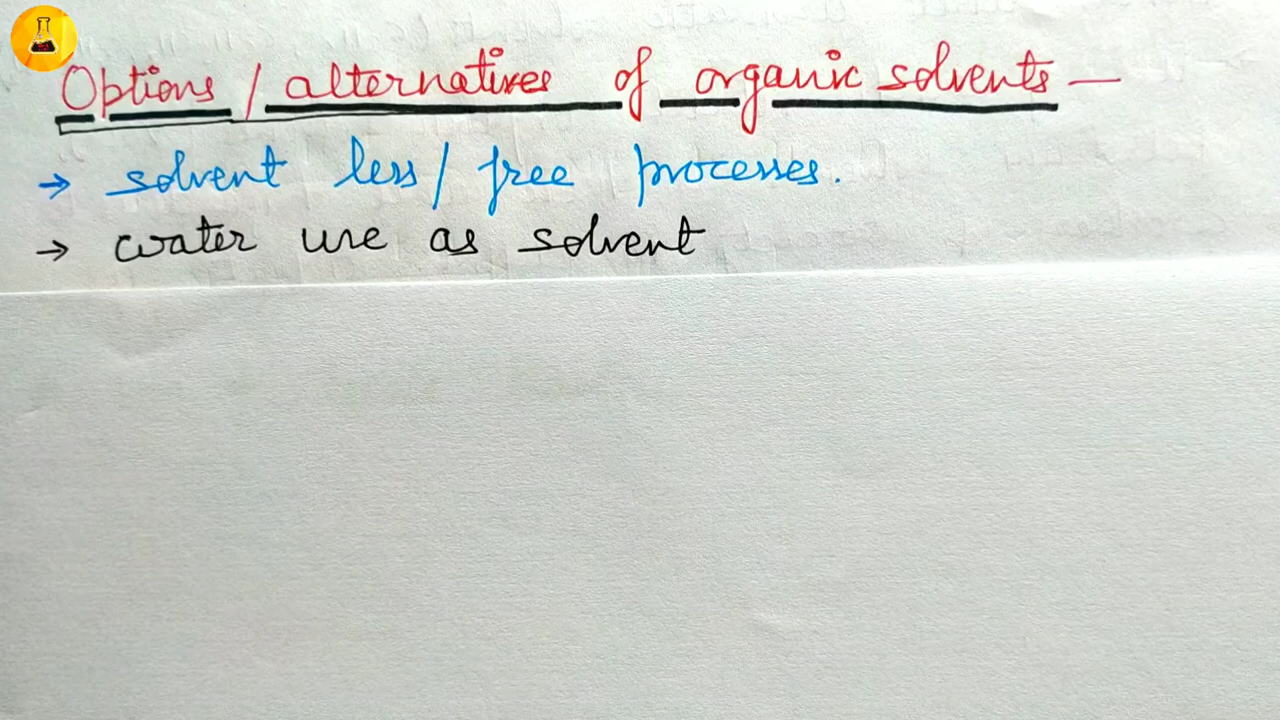 Options / alternatives of organic solvents —
→ solvent less / free processes.
→ water use as solvent